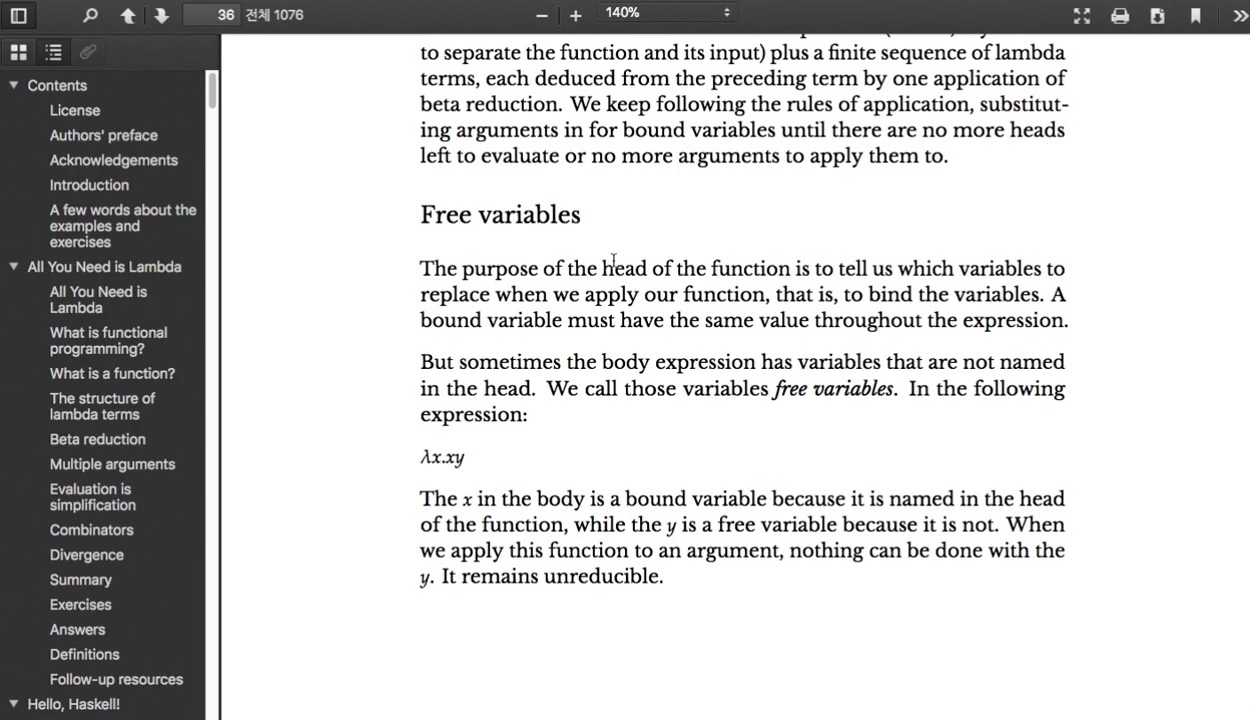 36 전체 1076
140%
Contents
License
Authors' preface
Acknowledgements
Introduction
A few words about the
examples and
exercises
All You Need is Lambda
All You Need is
Lambda
What is functional
programming?
What is a function?
The structure of
lambda terms
Beta reduction
Multiple arguments
Evaluation is
simplification
Combinators
Divergence
Summary
Exercises
Answers
Definitions
Follow-up resources
Hello, Haskell!
to separate the function and its input) plus a finite sequence of lambda
terms, each deduced from the preceding term by one application of
beta reduction. We keep following the rules of application, substitut-
ing arguments in for bound variables until there are no more heads
left to evaluate or no more arguments to apply them to.
Free variables
The purpose of the head of the function is to tell us which variables to
replace when we apply our function, that is, to bind the variables. A
bound variable must have the same value throughout the expression.
But sometimes the body expression has variables that are not named
in the head. We call those variables free variables. In the following
expression:
λx.xy
The x in the body is a bound variable because it is named in the head
of the function, while the y is a free variable because it is not. When
we apply this function to an argument, nothing can be done with the
y. It remains unreducible.